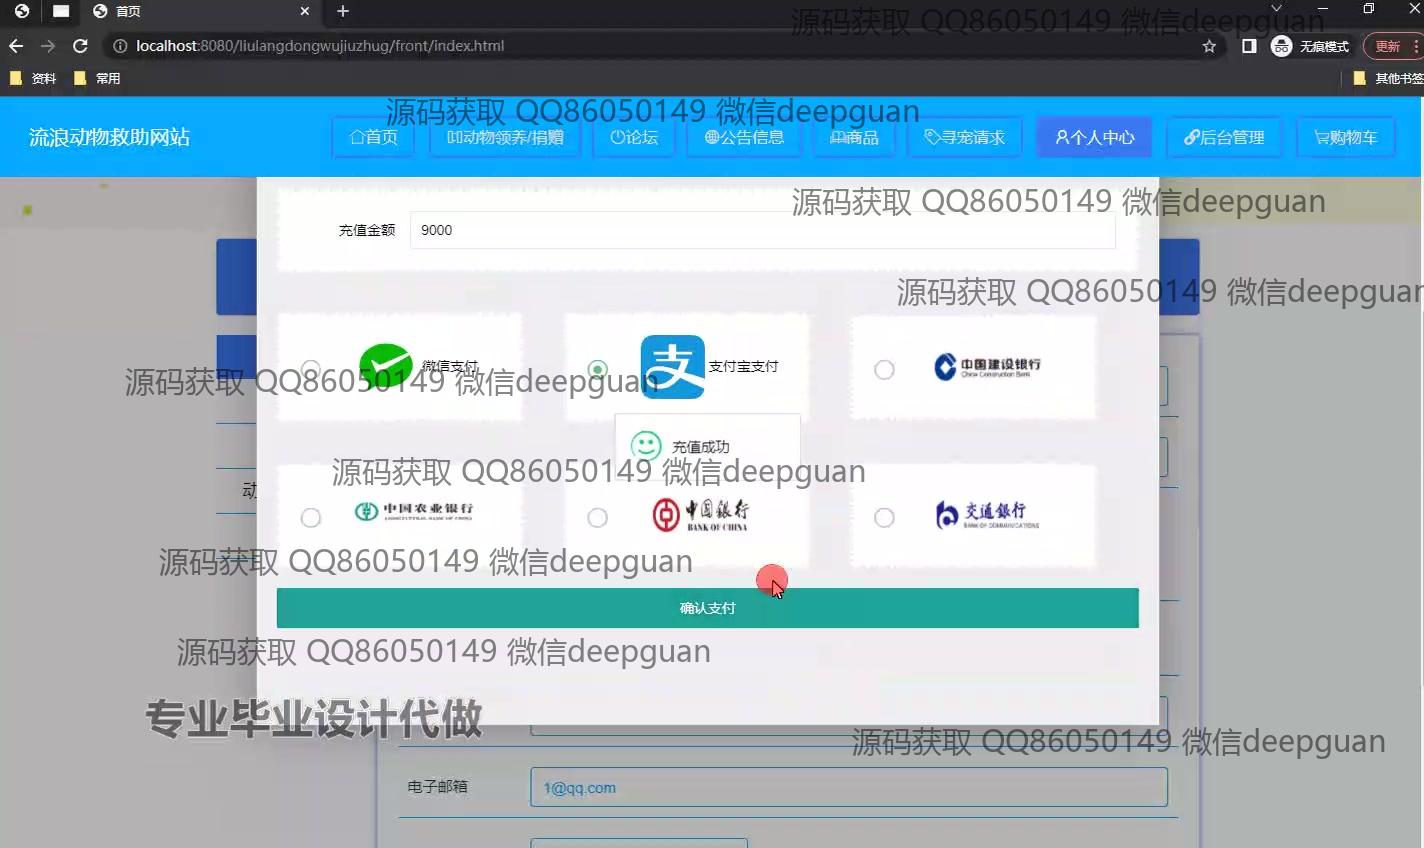 首页
localhost:8080/liulangdongwujiuzhug/front/index.html
无痕模式
更新
资料
常用
其他书签
源码获取 QQ86050149 微信deepguan
源码获取 QQ86050149 微信deepguan
流浪动物救助网站
首页
动物领养/捐赠
论坛
公告信息
商品
寻宠请求
个人中心
后台管理
购物车
源码获取 QQ86050149 微信deepguan
充值金额
9000
源码获取 QQ86050149 微信deepguan
微信支付
支付宝支付
中国建设银行
China Construction Bank
源码获取 QQ86050149 微信deepguan
充值成功
源码获取 QQ86050149 微信deepguan
动
中国农业银行
AGRICULTURAL BANK OF CHINA
中国银行
BANK OF CHINA
交通银行
BANK OF COMMUNICATIONS
源码获取 QQ86050149 微信deepguan
确认支付
源码获取 QQ86050149 微信deepguan
专业毕业设计代做
源码获取 QQ86050149 微信deepguan
电子邮箱
1@qq.com